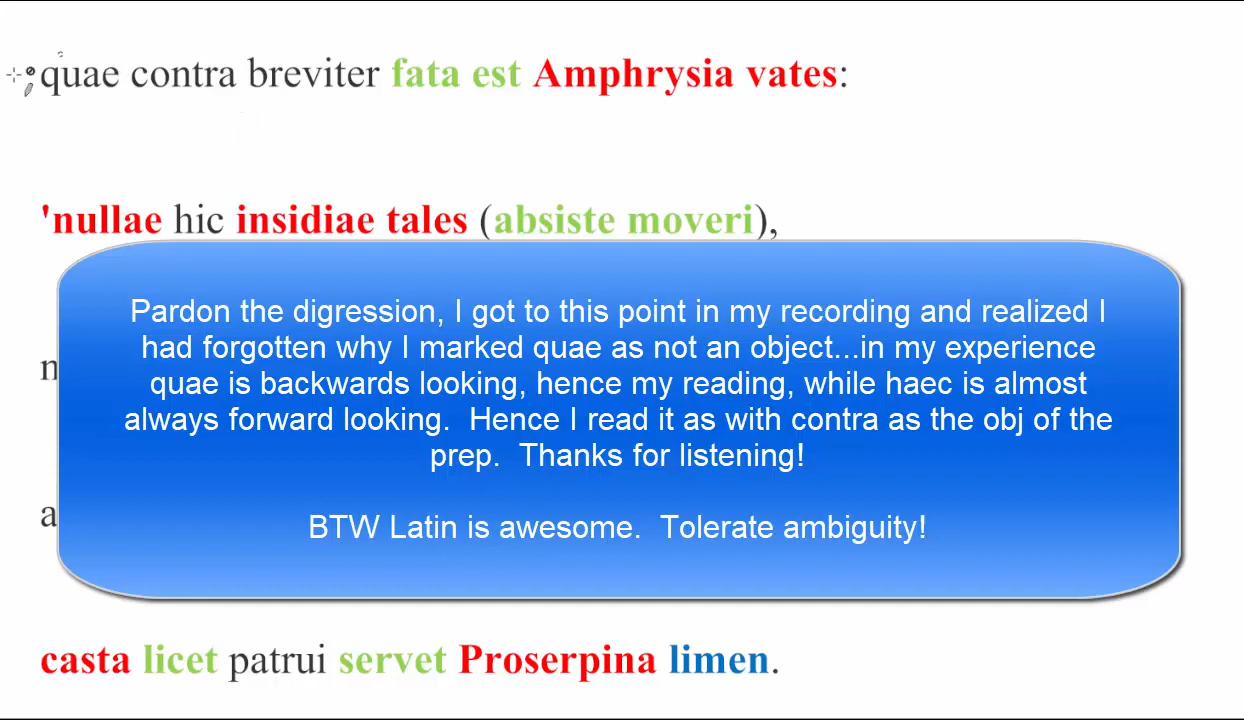 quae contra breviter fata est Amphrysia vates:
'nullae hic insidiae tales (absiste moveri),
Pardon the digression, I got to this point in my recording and realized I
had forgotten why I marked quae as not an object...in my experience
quae is backwards looking, hence my reading, while haec is almost
always forward looking.  Hence I read it as with contra as the obj of the
prep.  Thanks for listening!
BTW Latin is awesome.  Tolerate ambiguity!
casta licet patrui servet Proserpina limen.